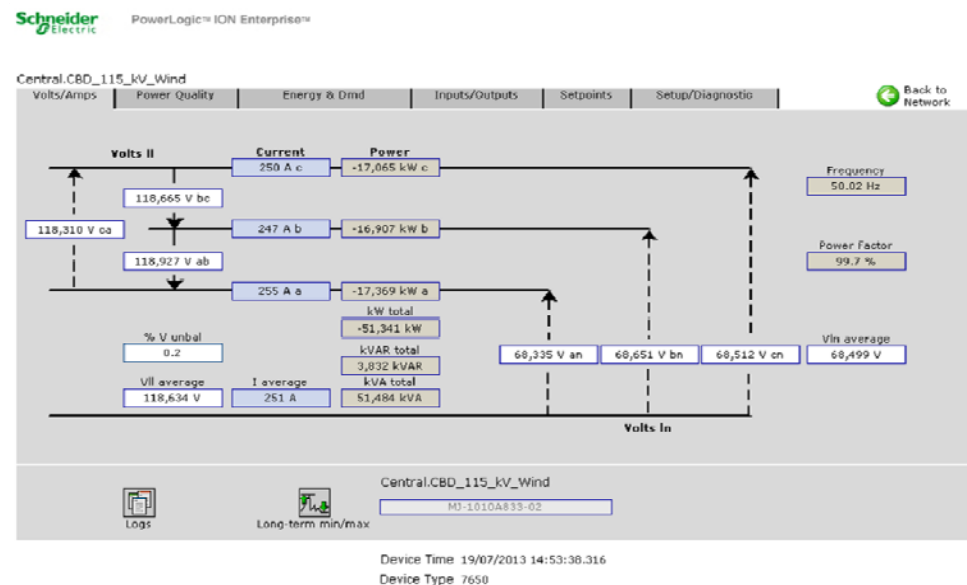 Schneider Electric PowerLogic™ ION Enterprise™
Central.CBD_115_kV_Wind
Volts/Amps Power Quality Energy & Dmd Inputs/Outputs Setpoints Setup/Diagnostic Back to Network
Volts ll Current Power
250 A c -17,065 kW c
Frequency
50.02 Hz
118,665 V bc
118,310 V ca 247 A b -16,907 kW b
Power Factor
99.7 %
118,927 V ab
255 A a -17,369 kW a
kW total
-51,341 kW
% V unbal
0.2
kVAR total
3,832 kVAR
68,335 V an 68,651 V bn 68,512 V cn
Vln average
68,499 V
Vll average I average kVA total
118,634 V 251 A 51,484 kVA
Volts ln
Central.CBD_115_kV_Wind
MJ-1010A833-02
Logs Long-term min/max
Device Time 19/07/2013 14:53:38.316
Device Type 7650